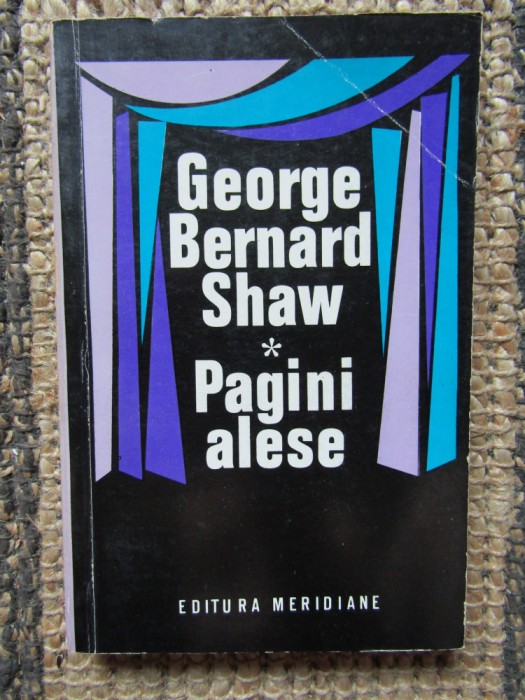 George
Bernard
Shaw
*
Pagini
alese
EDITURA MERIDIANE